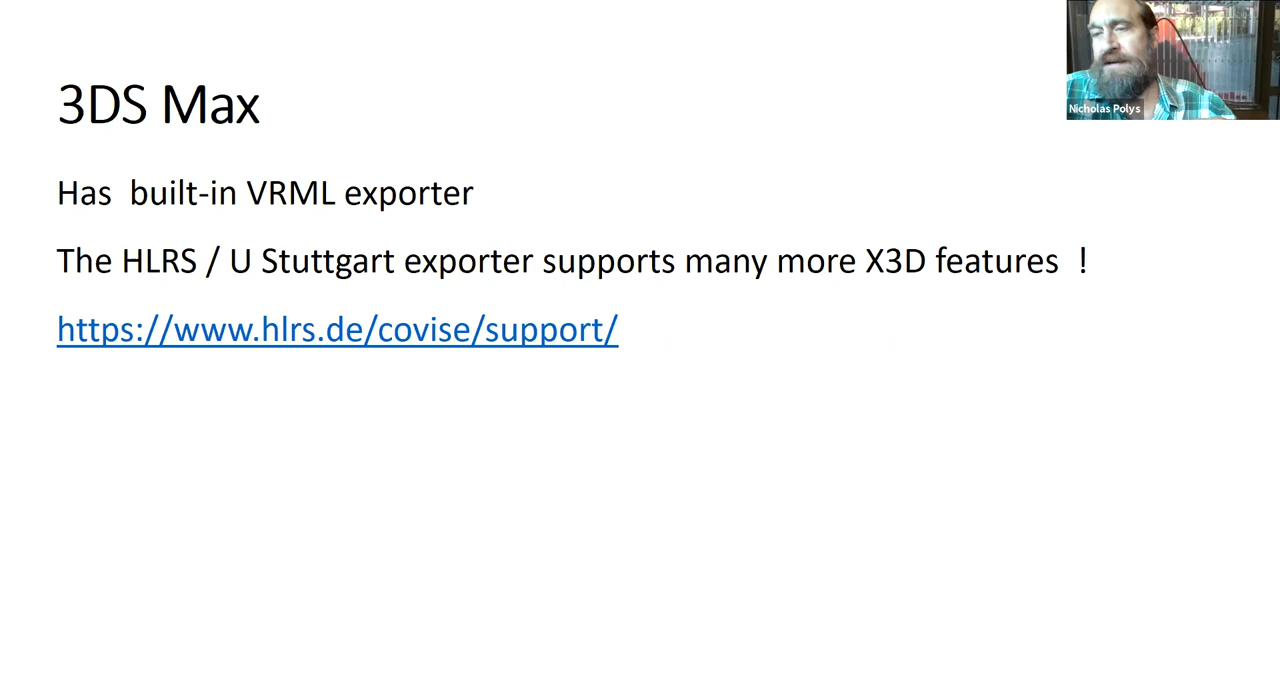 3DS Max
Nicholas Polys
Has  built-in VRML exporter
The HLRS / U Stuttgart exporter supports many more X3D features  !
https://www.hlrs.de/covise/support/